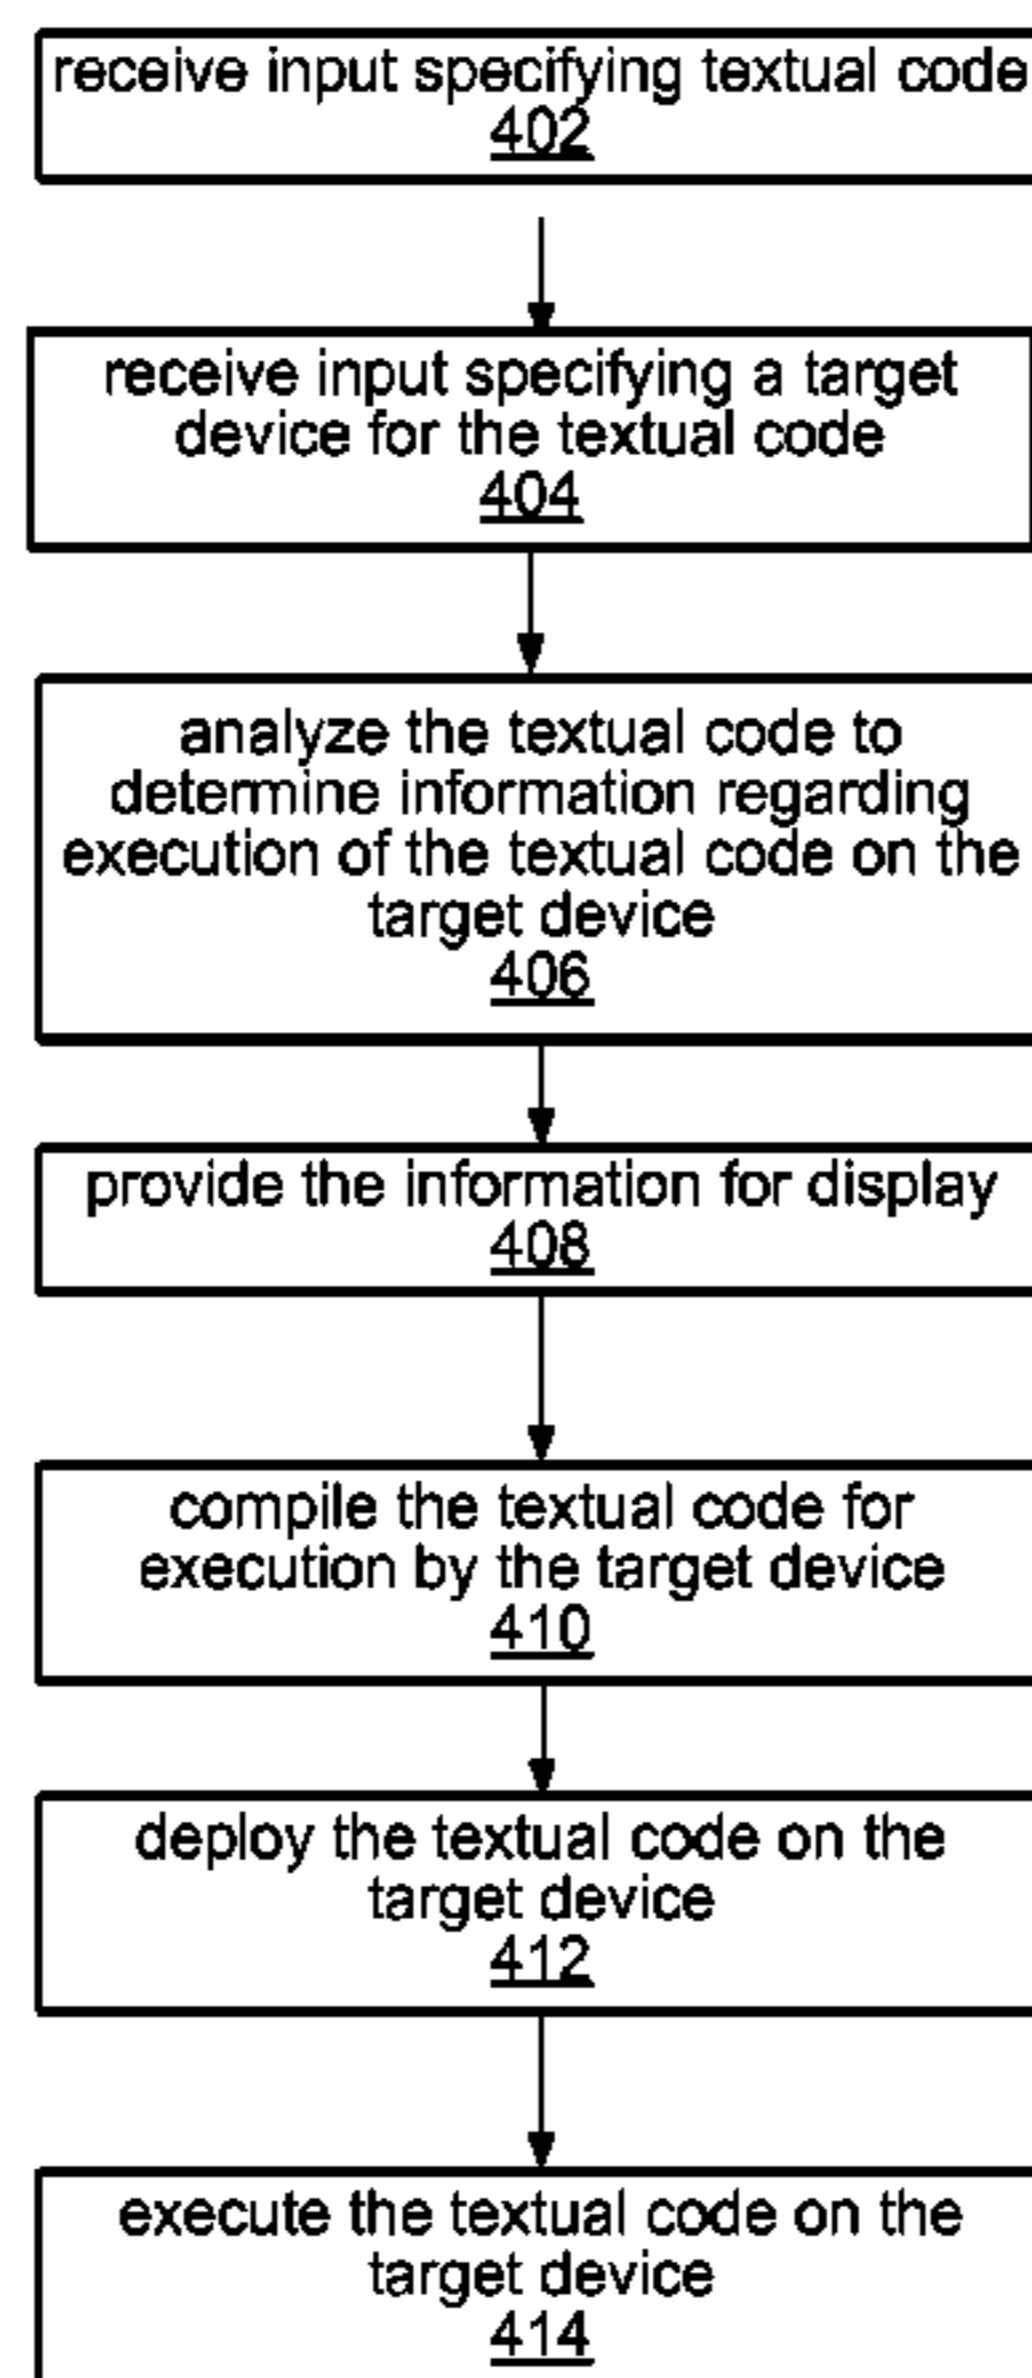 receive input specifying textual code
402
receive input specifying a target
device for the textual code
404
analyze the textual code to
determine information regarding
execution of the textual code on the
target device
406
provide the information for display
408
compile the textual code for
execution by the target device
410
deploy the textual code on the
target device
412
execute the textual code on the
target device
414